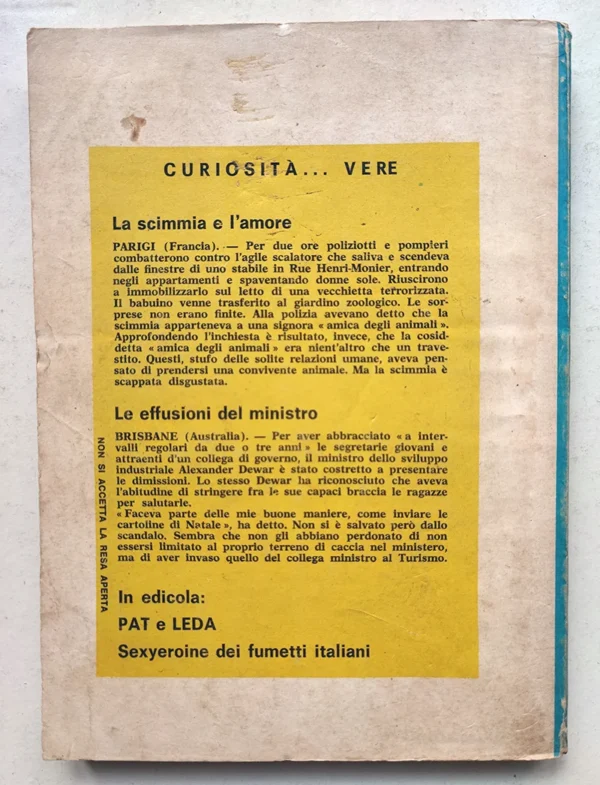 CURIOSITÀ... VERE
La scimmia e l'amore
PARIGI (Francia). — Per due ore poliziotti e pompieri
combatterono contro l'agile scalatore che saliva e scendeva
dalle finestre di uno stabile in Rue Henri-Monier, entrando
negli appartamenti e spaventando donne sole. Riuscirono
a immobilizzarlo sul letto di una vecchietta terrorizzata.
Il babuino venne trasferito al giardino zoologico. Le sor-
prese non erano finite. Alla polizia avevano detto che la
scimmia apparteneva a una signora «amica degli animali».
Approfondendo l'inchiesta è risultato, invece, che la cosid-
detta «amica degli animali» era nient'altro che un trave-
stito. Questi, stufo delle solite relazioni umane, aveva pen-
sato di prendersi una convivente animale. Ma la scimmia è
scappata disgustata.
Le effusioni del ministro
BRISBANE (Australia). — Per aver abbracciato «a inter-
valli regolari da due o tre anni» le segretarie giovani e
attraenti d'un collega di governo, il ministro dello sviluppo
industriale Alexander Dewar è stato costretto a presentare
le dimissioni. Lo stesso Dewar ha riconosciuto che aveva
l'abitudine di stringere fra le sue capaci braccia le ragazze
per salutarle.
«Faceva parte delle mie buone maniere, come inviare le
cartoline di Natale», ha detto. Non si è salvato però dallo
scandalo. Sembra che non gli abbiano perdonato di non
essersi limitato al proprio terreno di caccia nel ministero,
ma di aver invaso quello del collega ministro al Turismo.
In edicola:
PAT e LEDA
Sexyeroine dei fumetti italiani
NON SI ACCETTA LA RESA APERTA